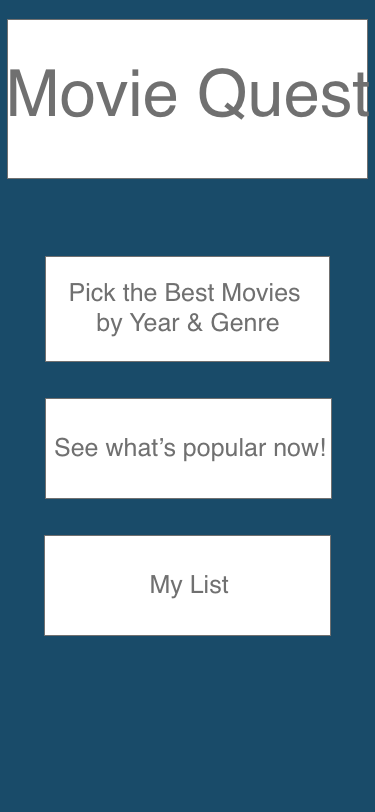 Movie Quest
Pick the Best Movies
by Year & Genre
See what’s popular now!
My List